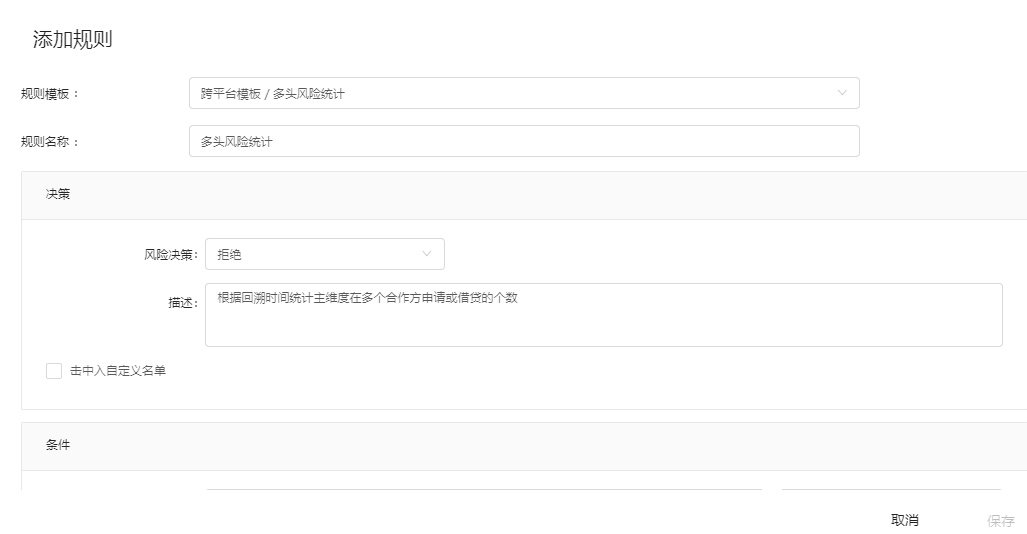 添加规则
规则模板：
跨平台模板 / 多头风险统计
规则名称：
多头风险统计
决策
风险决策:
拒绝
描述:
根据回溯时间统计主维度在多个合作方申请或借贷的个数
击中入自定义名单
条件
取消
保存